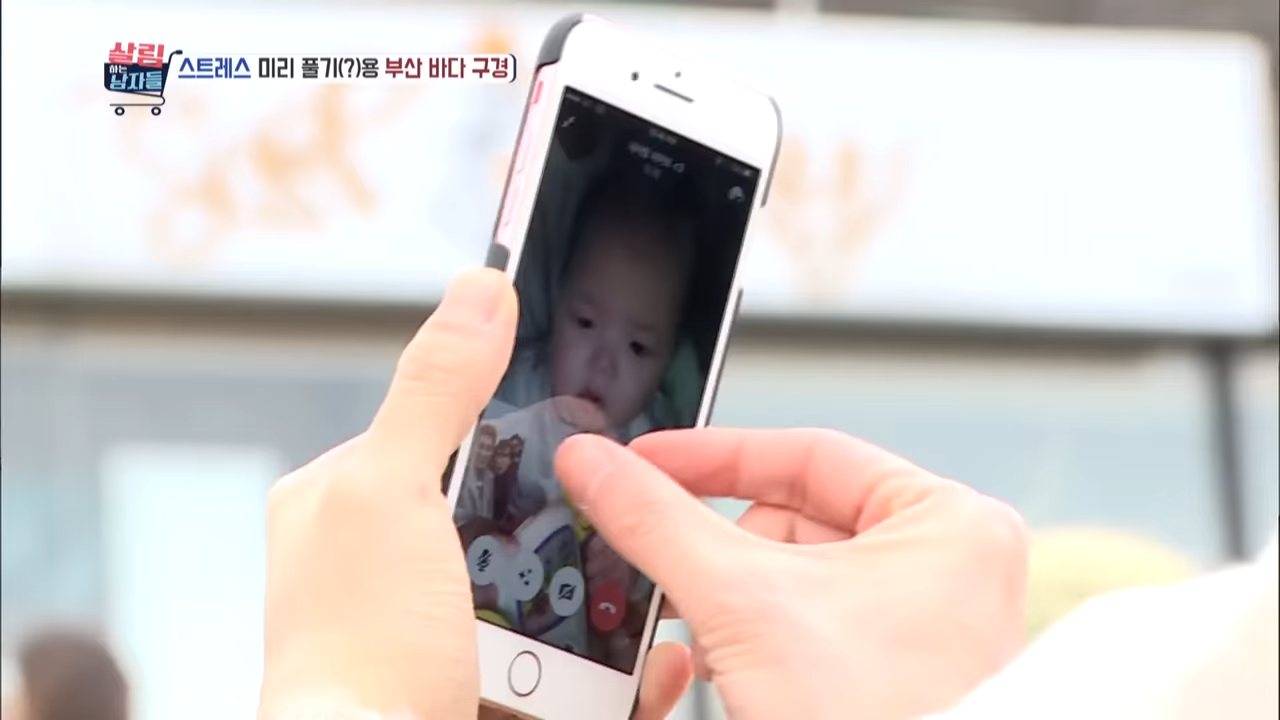 살림
하는
남자들
스트레스 미리 풀기(?)용 부산 바다 구경